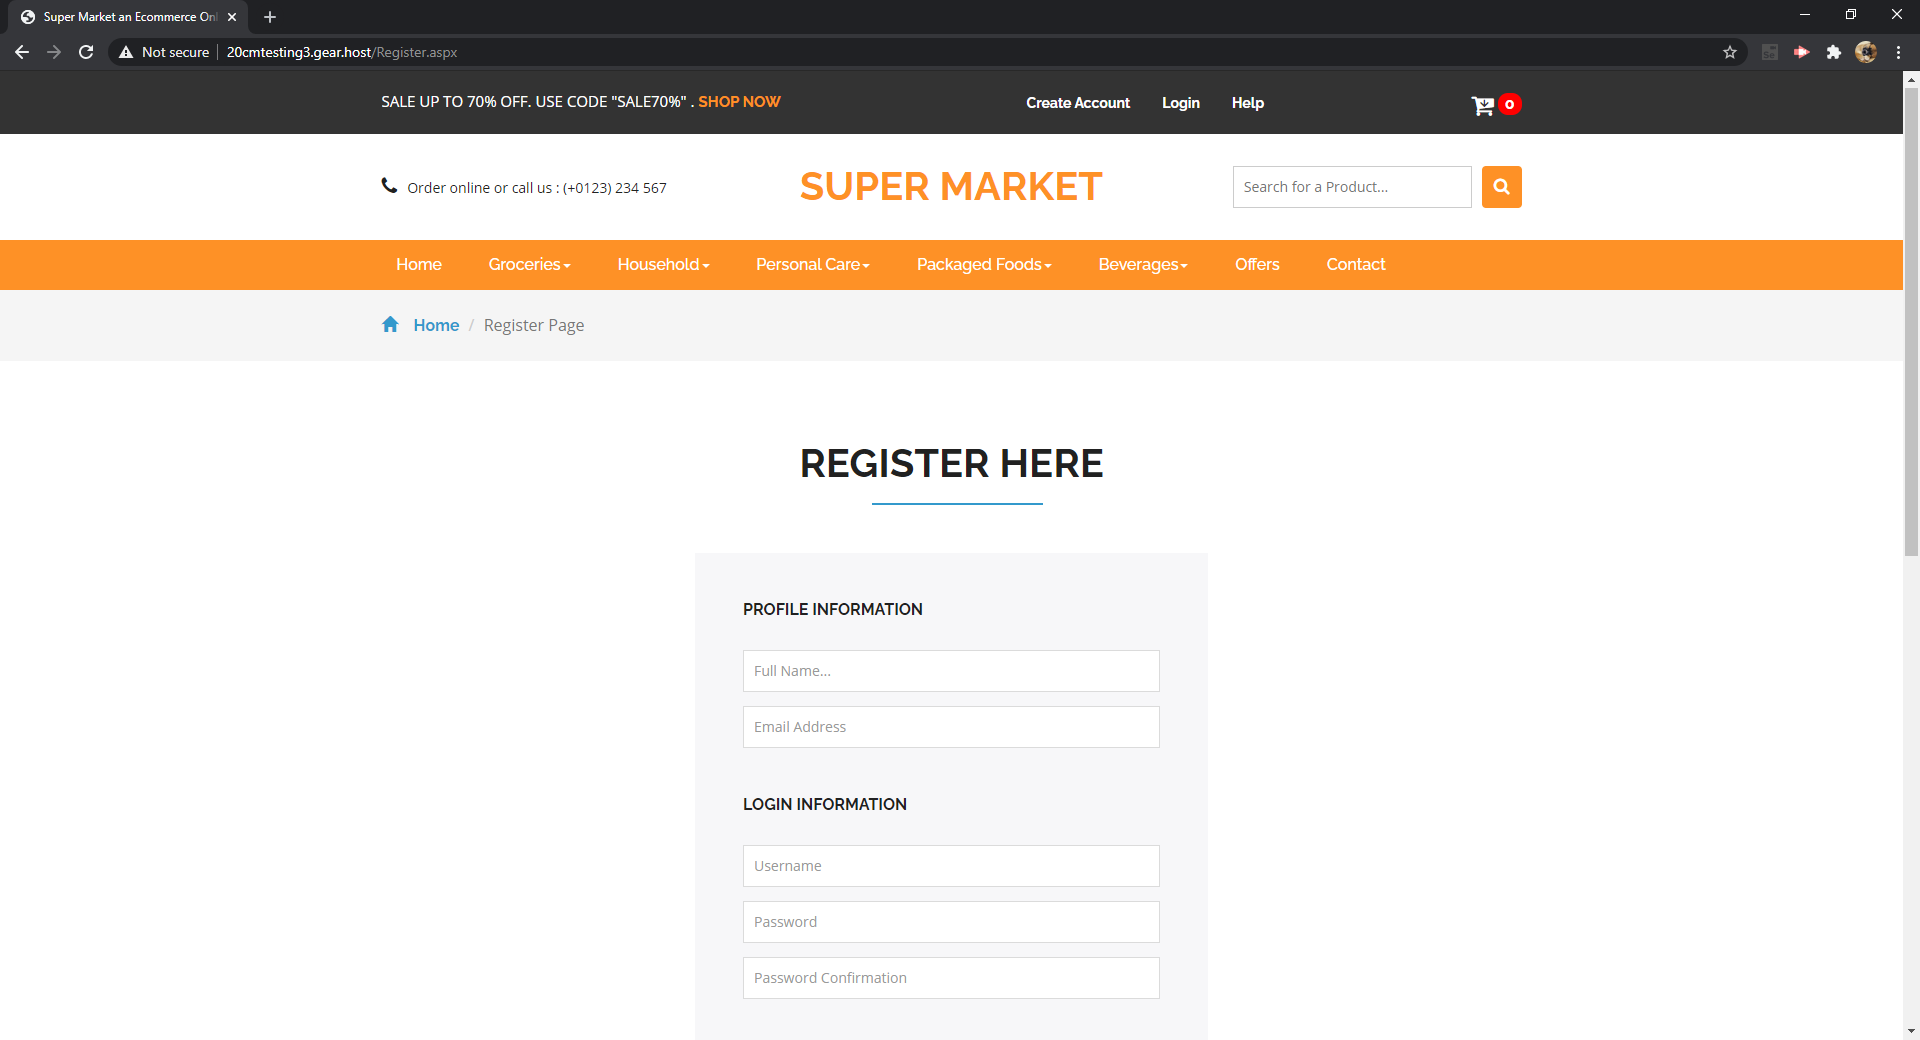 Super Market an Ecommerce Onl
Not secure 20cmtesting3.gear.host/Register.aspx
SALE UP TO 70% OFF. USE CODE "SALE70%" . SHOP NOW
Create Account Login Help
0
Order online or call us : (+0123) 234 567
SUPER MARKET
Search for a Product...
Home Groceries Household Personal Care Packaged Foods Beverages Offers Contact
Home / Register Page
REGISTER HERE
PROFILE INFORMATION
Full Name...
Email Address
LOGIN INFORMATION
Username
Password
Password Confirmation